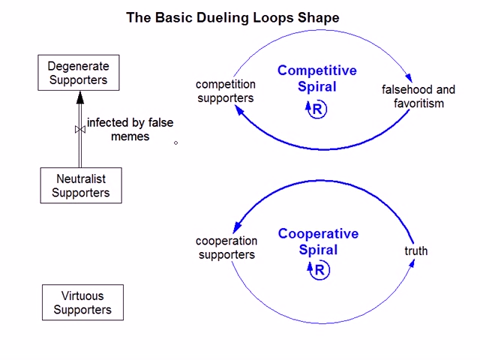 The Basic Dueling Loops Shape
Degenerate
Supporters
infected by false
memes
Neutralist
Supporters
Virtuous
Supporters
competition
supporters
Competitive
Spiral
R
falsehood and
favoritism
cooperation
supporters
Cooperative
Spiral
R
truth